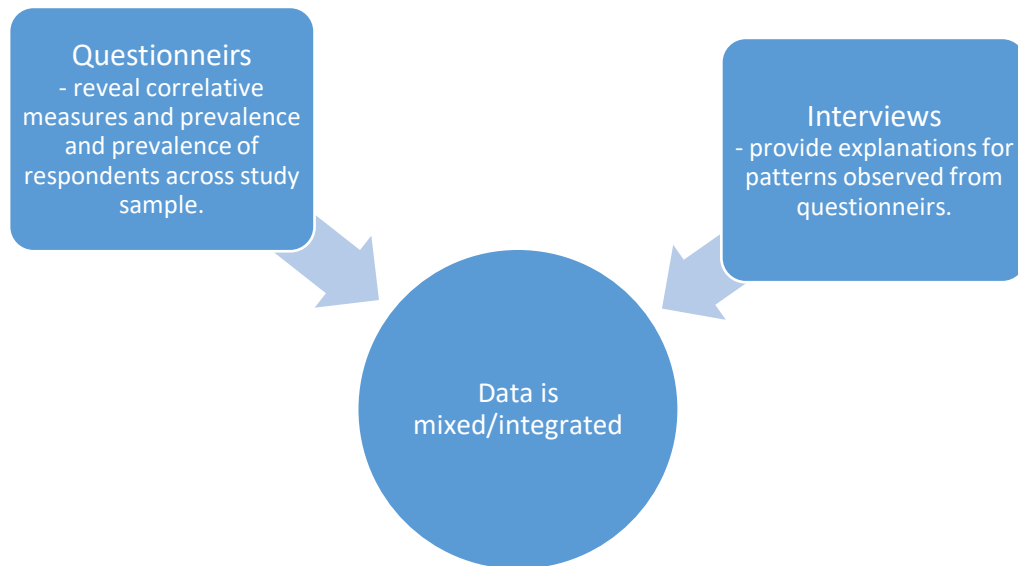 Questionneirs
- reveal correlative
measures and prevalence
and prevalence of
respondents across study
sample.
Interviews
- provide explanations for
patterns observed from
questionneirs.
Data is
mixed/integrated